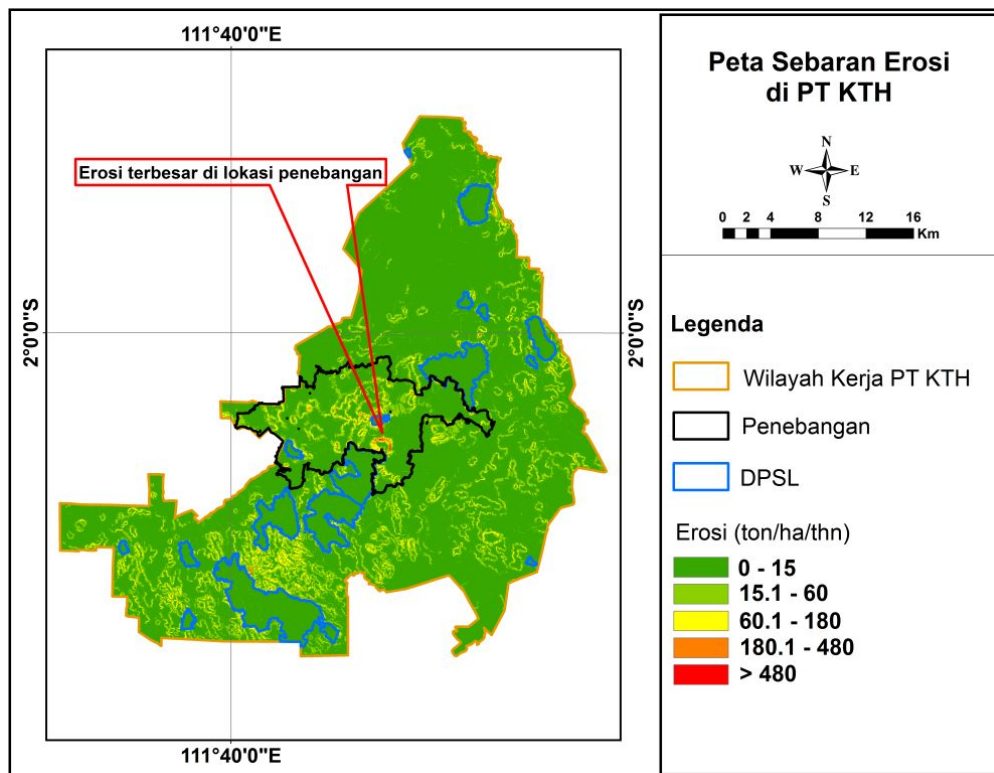 111°40'0"E
Erosi terbesar di lokasi penebangan
2°0'0"S
2°0'0"S
111°40'0"E
Peta Sebaran Erosi
di PT KTH
N
W E
S
0 2 4 8 12 16
Km
Legenda
Wilayah Kerja PT KTH
Penebangan
DPSL
Erosi (ton/ha/thn)
0 - 15
15.1 - 60
60.1 - 180
180.1 - 480
> 480